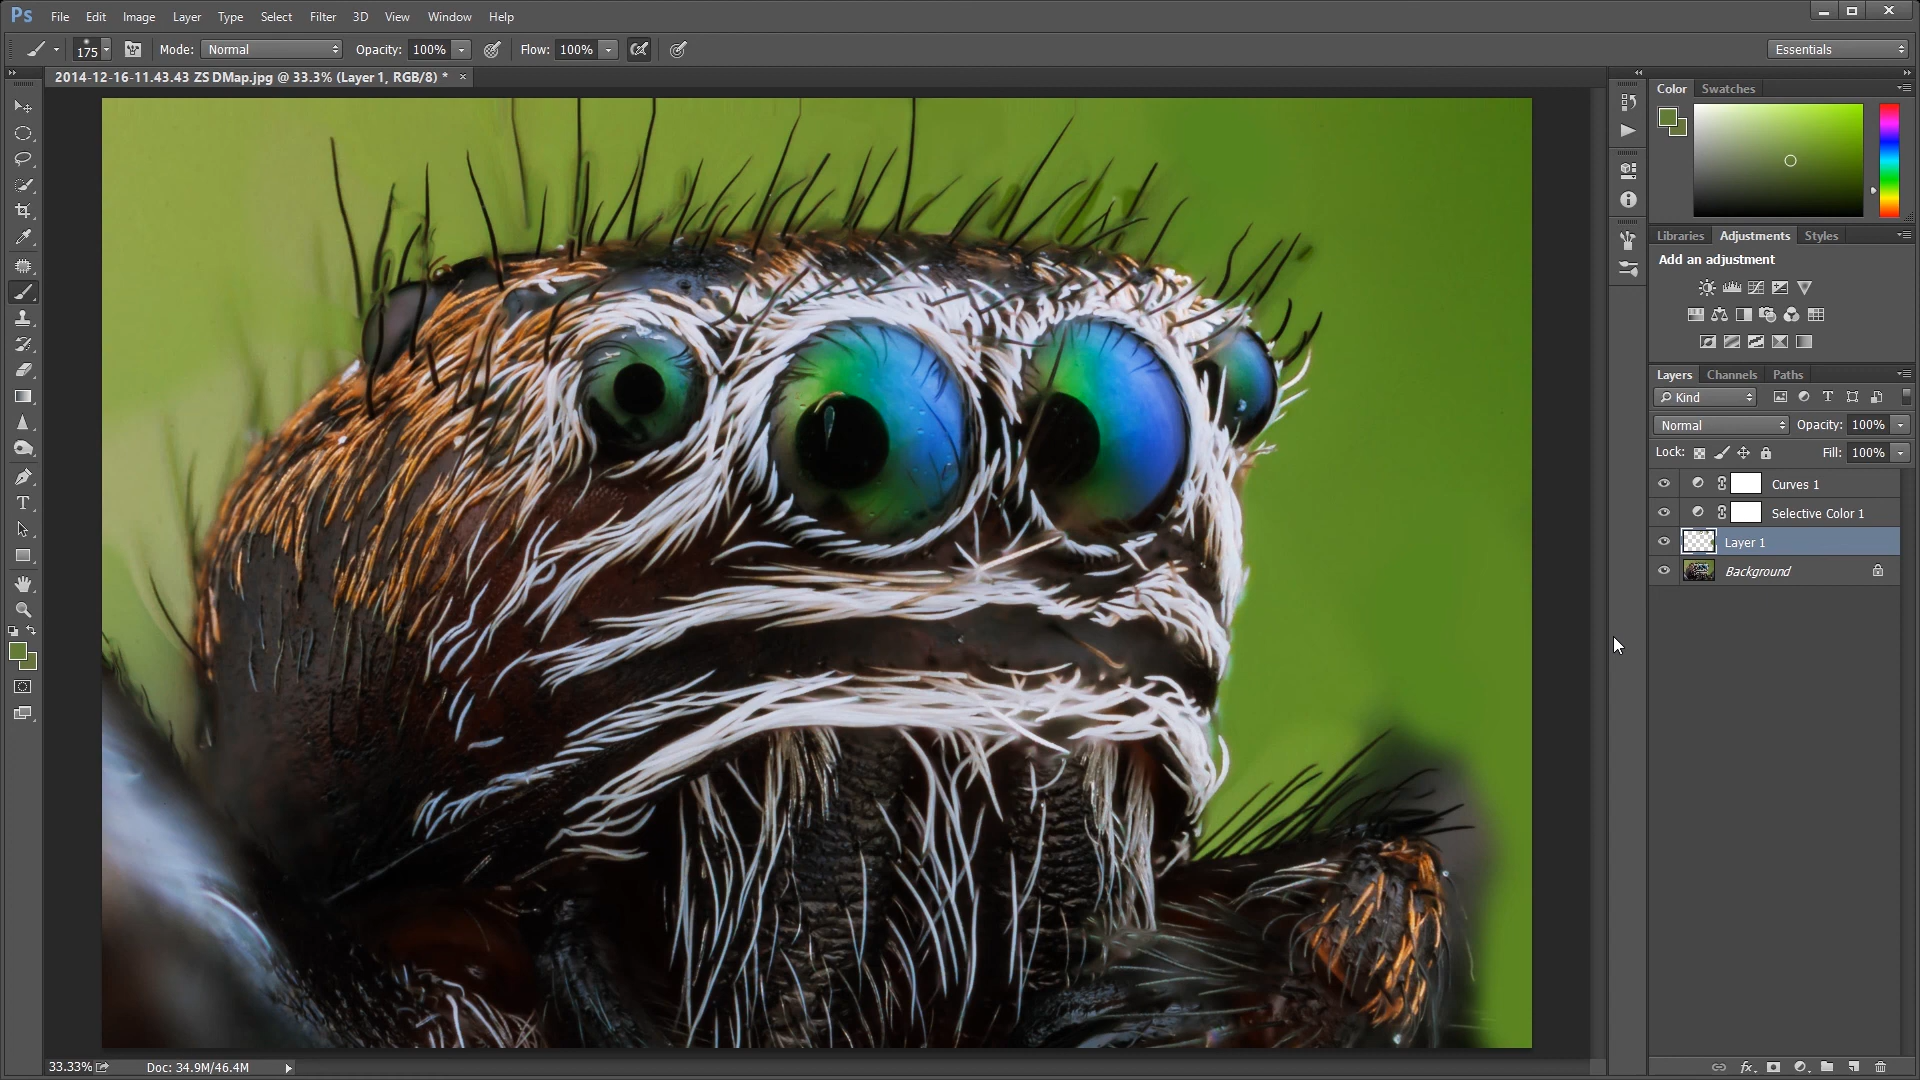 Ps File Edit Image Layer Type Select Filter 3D View Window Help
175 Mode: Normal Opacity: 100% Flow: 100% Essentials
2014-12-16-11.43.43 ZS DMap.jpg @ 33.3% (Layer 1, RGB/8) * ×
Color Swatches
Libraries Adjustments Styles
Add an adjustment
Layers Channels Paths
Kind T
Normal Opacity: 100%
Lock: Fill: 100%
Curves 1
Selective Color 1
Layer 1
Background
T
33.33% Doc: 34.9M/46.4M fx